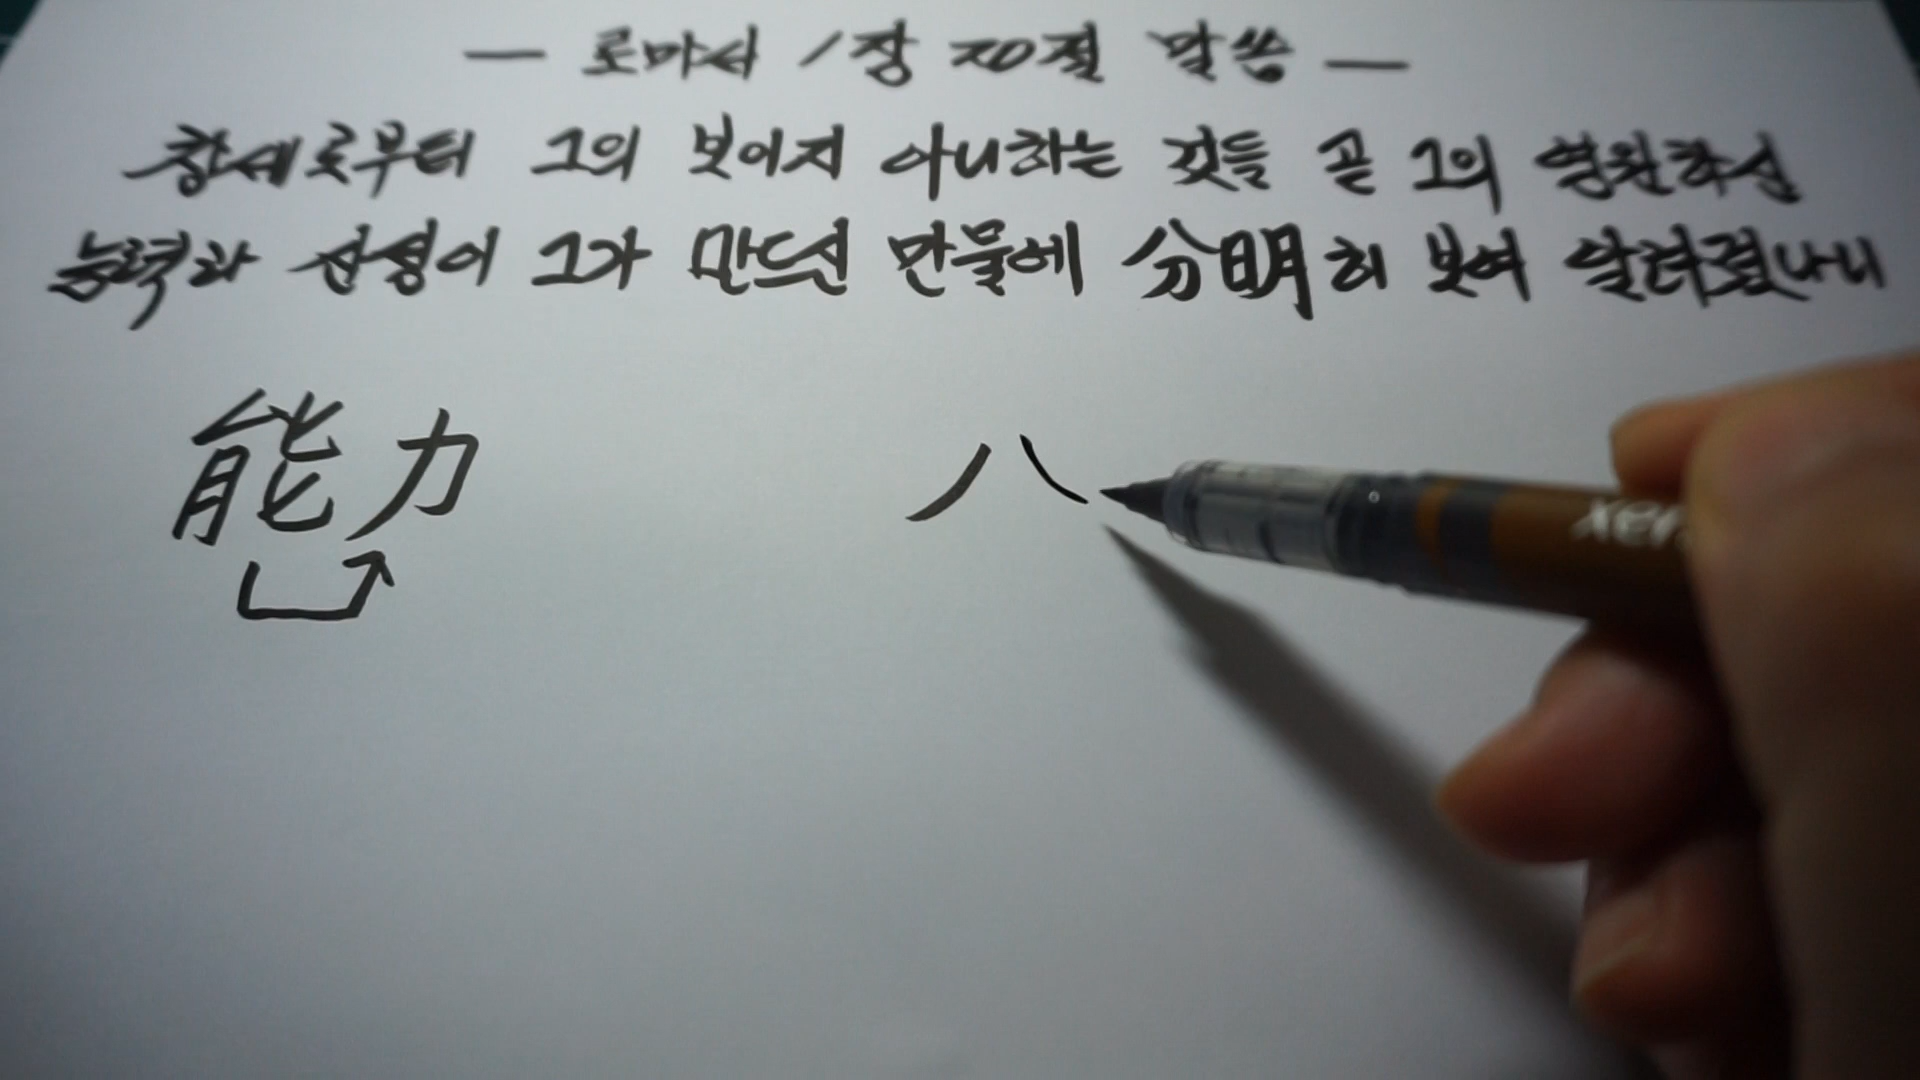 — 로마서 1장 20절 말씀 —
창세로부터 그의 보이지 아니하는 것들 곧 그의 영원하신
능력과 신성이 그가 만드신 만물에 分明히 보여 알려졌나니
能力 八
xer